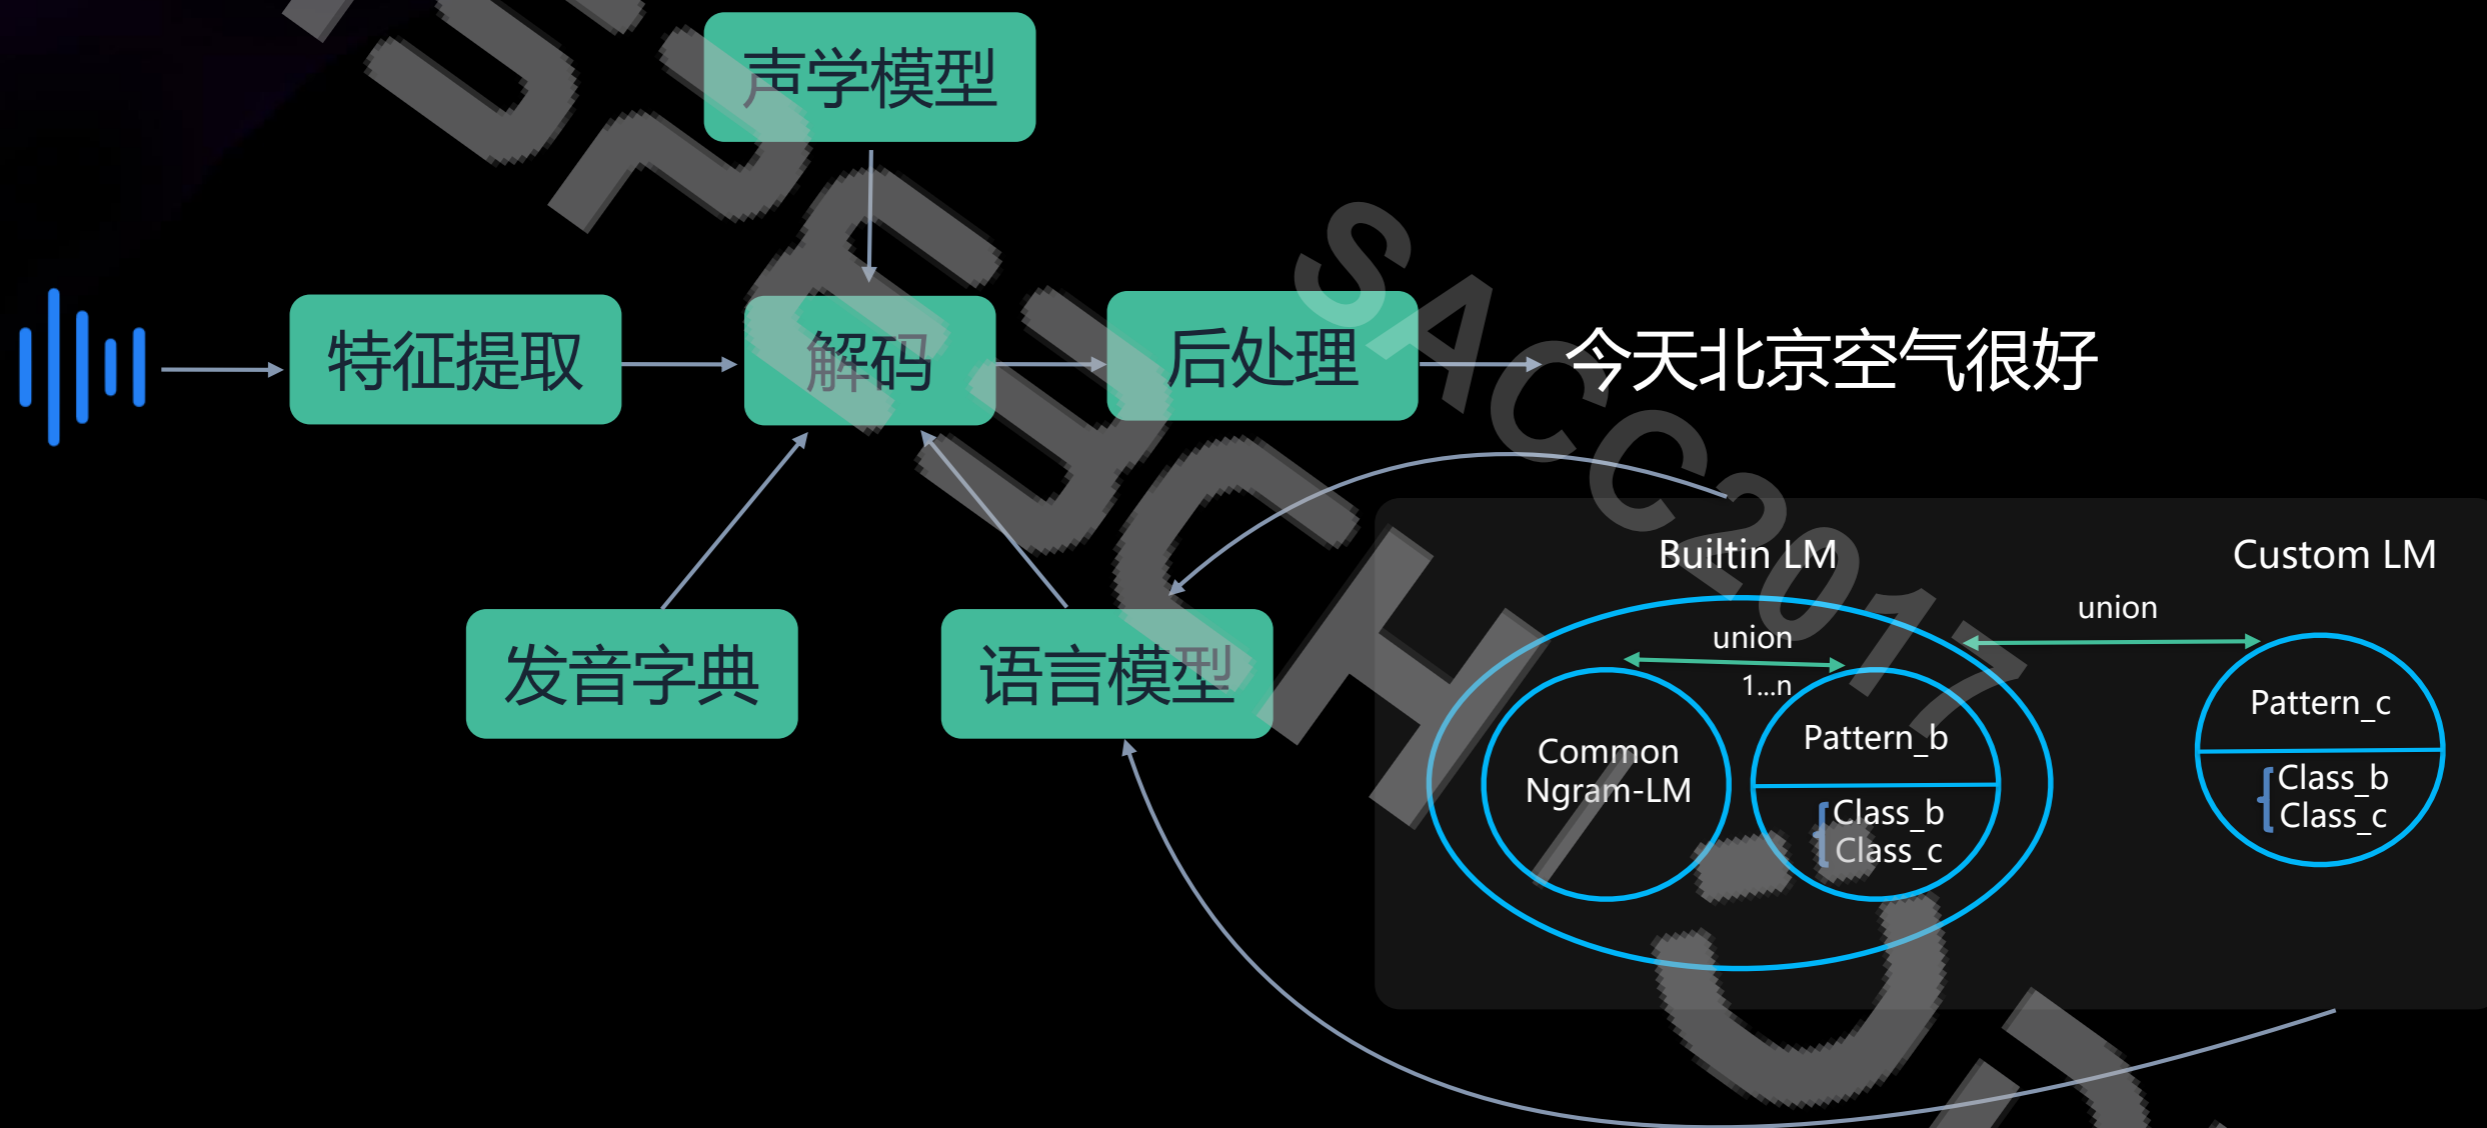 声学模型
特征提取
解码
后处理
今天北京空气很好
发音字典
语言模型
Builtin LM
Custom LM
union
union
1...n
Common
Ngram-LM
Pattern_b
Class_b
Class_c
Pattern_c
Class_b
Class_c
SACC2017